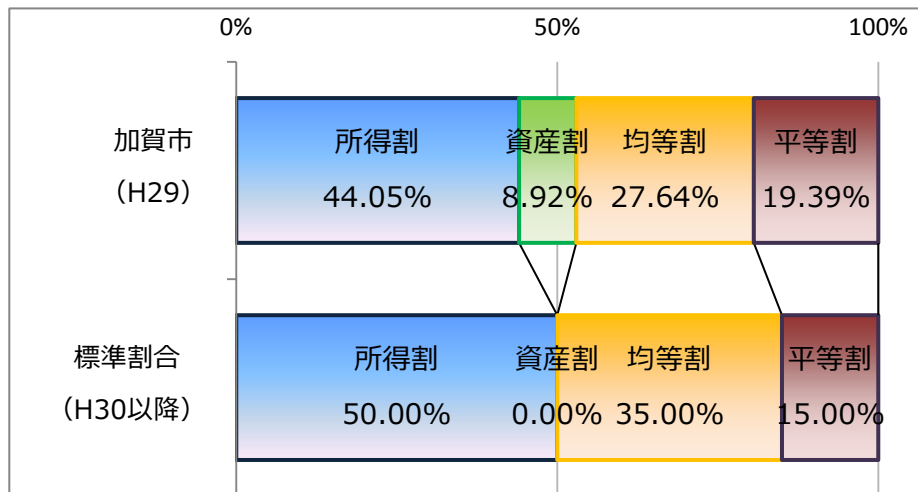 0% 50% 100%
加賀市
（H29）
所得割 資産割 均等割 平等割
44.05% 8.92% 27.64% 19.39%
標準割合
（H30以降）
所得割 資産割 均等割 平等割
50.00% 0.00% 35.00% 15.00%